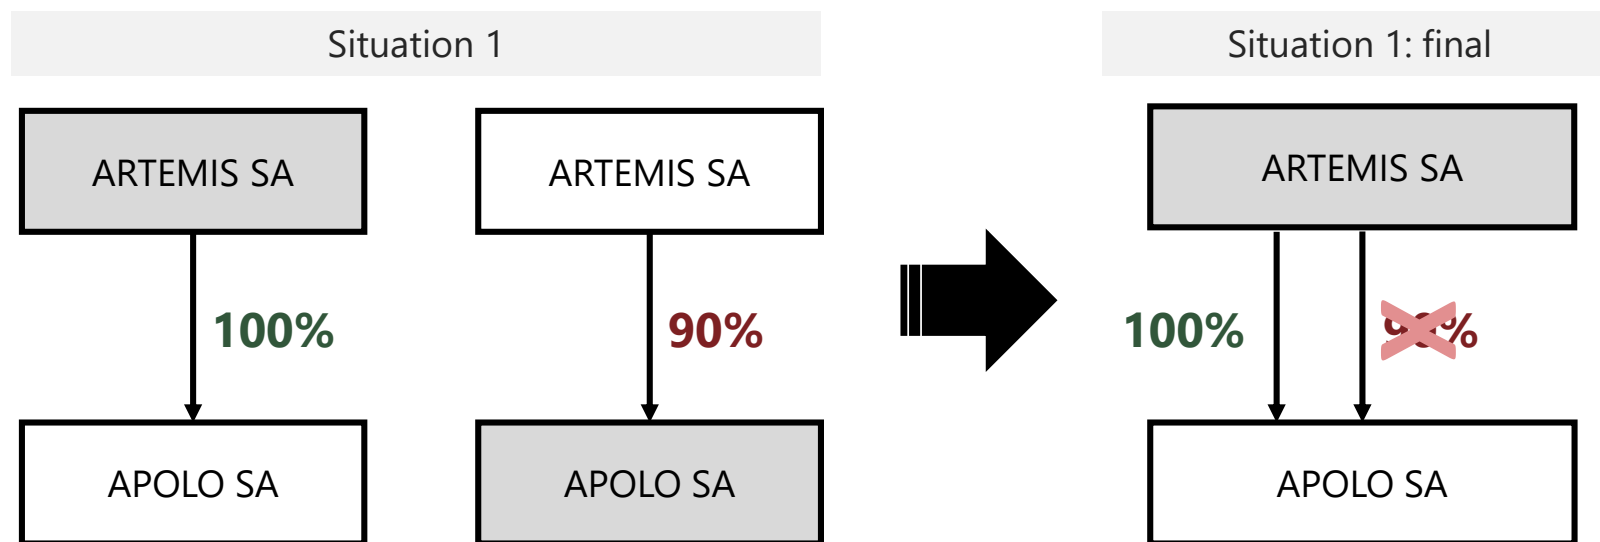 Situation 1
Situation 1: final
ARTEMIS SA
ARTEMIS SA
ARTEMIS SA
100%
90%
100%
90%
APOLO SA
APOLO SA
APOLO SA